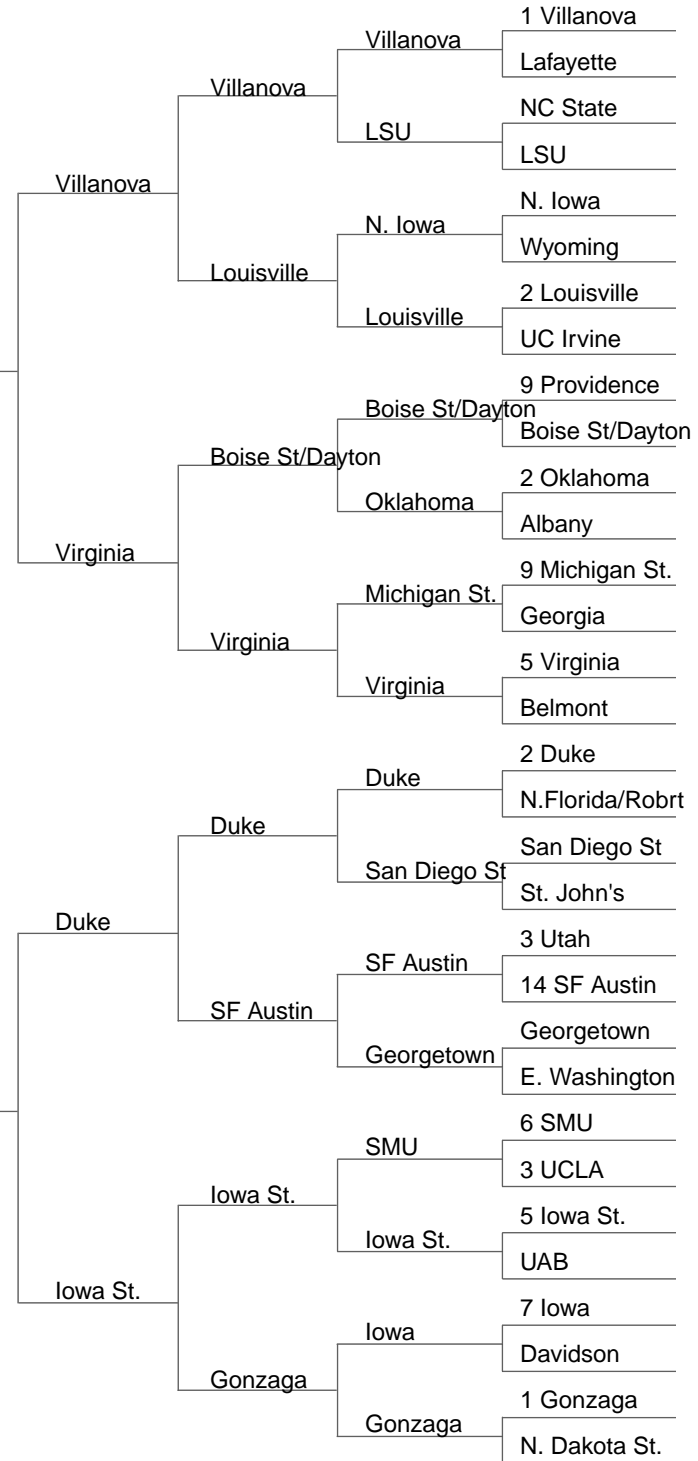 1 Villanova
Villanova
Lafayette
Villanova
NC State
LSU
LSU
Villanova
N. Iowa
N. Iowa
Wyoming
Louisville
2 Louisville
Louisville
UC Irvine
9 Providence
Boise St/Dayton
Boise St/Dayton
Boise St/Dayton
2 Oklahoma
Oklahoma
Albany
Virginia
9 Michigan St.
Michigan St.
Georgia
Virginia
5 Virginia
Virginia
Belmont
2 Duke
Duke
N.Florida/Robrt
Duke
San Diego St
San Diego St
St. John's
Duke
3 Utah
SF Austin
14 SF Austin
SF Austin
Georgetown
Georgetown
E. Washington
6 SMU
SMU
3 UCLA
Iowa St.
5 Iowa St.
Iowa St.
UAB
Iowa St.
7 Iowa
Iowa
Davidson
Gonzaga
1 Gonzaga
Gonzaga
N. Dakota St.